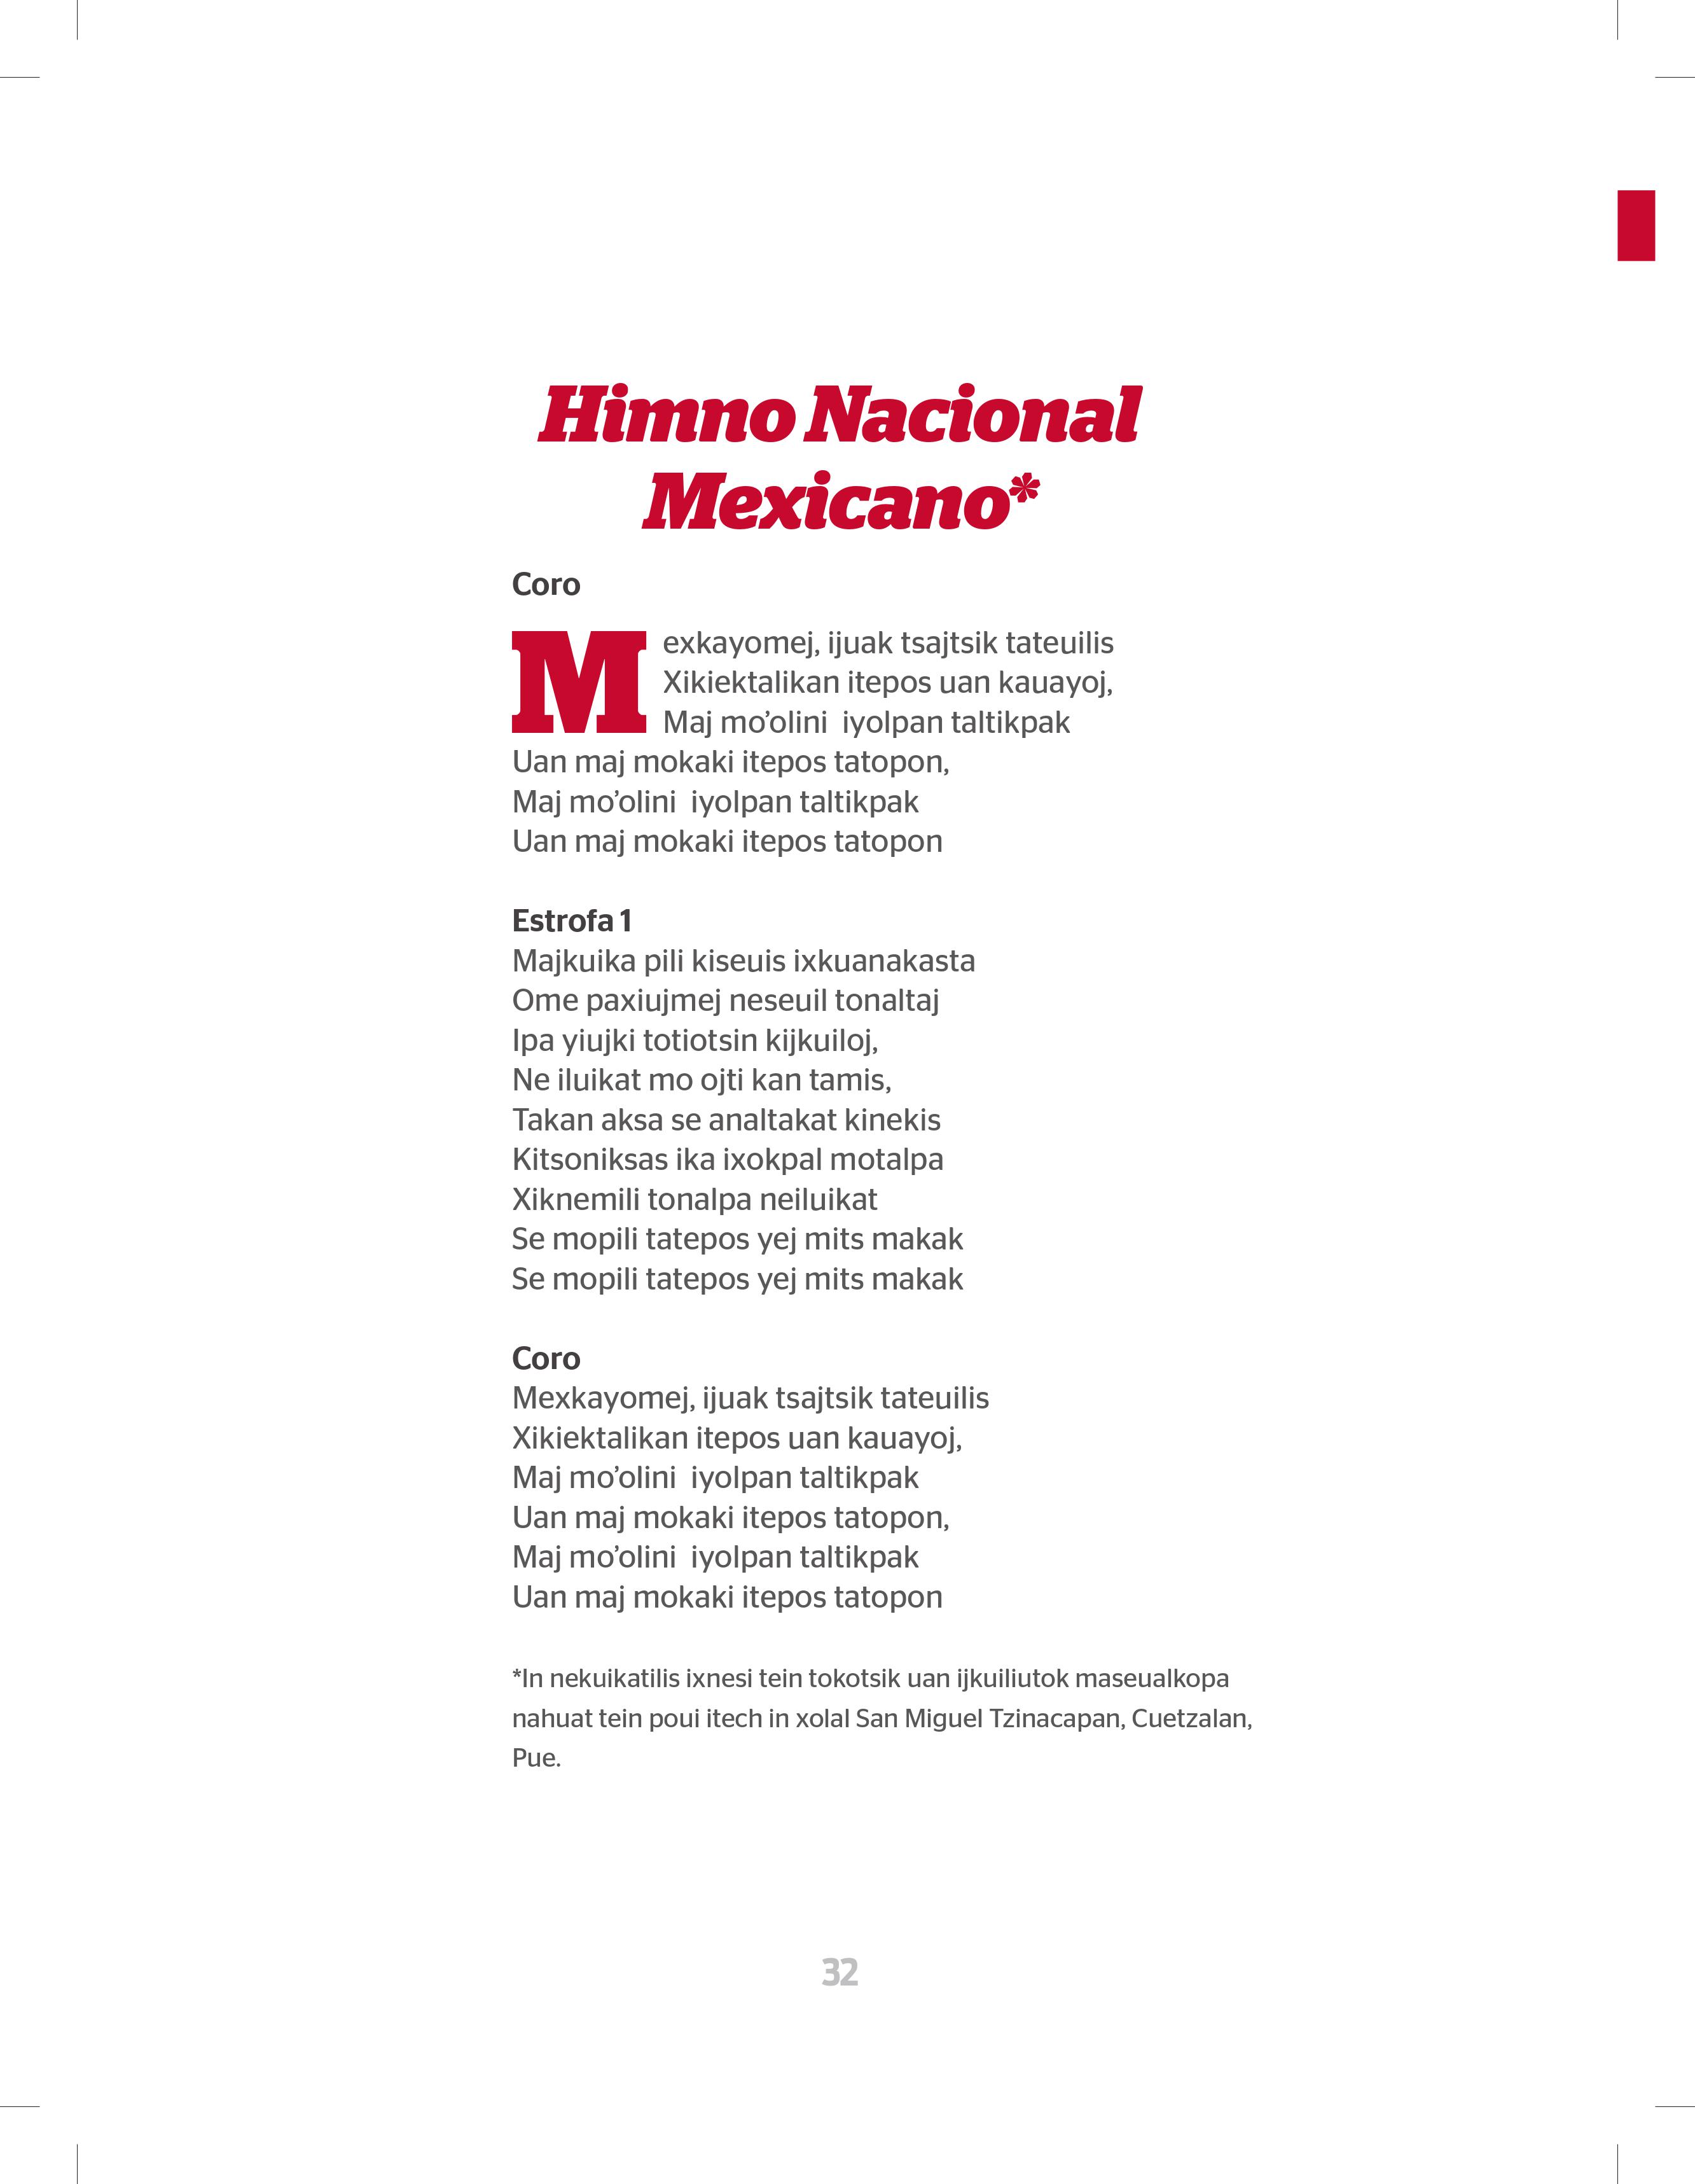 Himno Nacional
Mexicano*
Coro
Mexkayomej, ijuak tsajtsik tateuilis
Xikiektalikan itepos uan kauayoj,
Maj mo’olini  iyolpan taltikpak
Uan maj mokaki itepos tatopon,
Maj mo’olini  iyolpan taltikpak
Uan maj mokaki itepos tatopon
Estrofa 1
Majkuika pili kiseuis ixkuanakasta
Ome paxiujmej neseuil tonaltaj
Ipa yiujki totiotsin kijkuiloj,
Ne iluikat mo ojti kan tamis,
Takan aksa se analtakat kinekis
Kitsoniksas ika ixokpal motalpa
Xiknemili tonalpa neiluikat
Se mopili tatepos yej mits makak
Se mopili tatepos yej mits makak
Coro
Mexkayomej, ijuak tsajtsik tateuilis
Xikiektalikan itepos uan kauayoj,
Maj mo’olini  iyolpan taltikpak
Uan maj mokaki itepos tatopon,
Maj mo’olini  iyolpan taltikpak
Uan maj mokaki itepos tatopon
*In nekuikatilis ixnesi tein tokotsik uan ijkuiliutok maseualkopa
nahuat tein poui itech in xolal San Miguel Tzinacapan, Cuetzalan,
Pue.
32